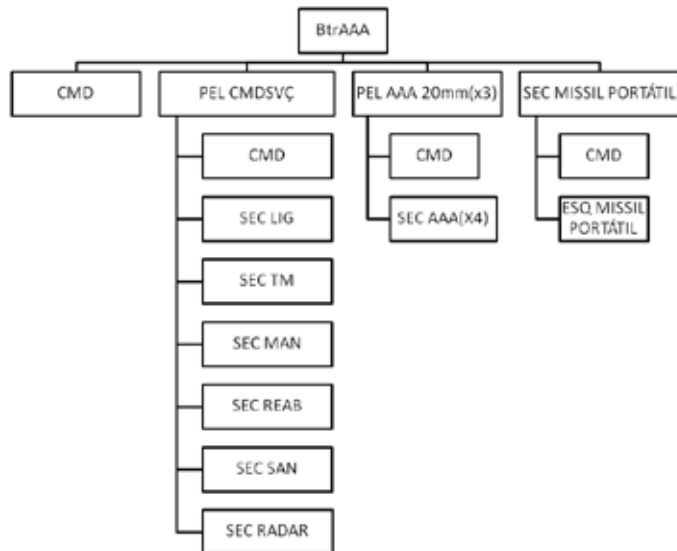 BtrAAA
CMD
PEL CMDSVÇ
PEL AAA 20mm(x3)
SEC MISSIL PORTÁTIL
CMD
SEC LIG
SEC TM
SEC MAN
SEC REAB
SEC SAN
SEC RADAR
CMD
SEC AAA(X4)
CMD
ESQ MISSIL
PORTÁTIL